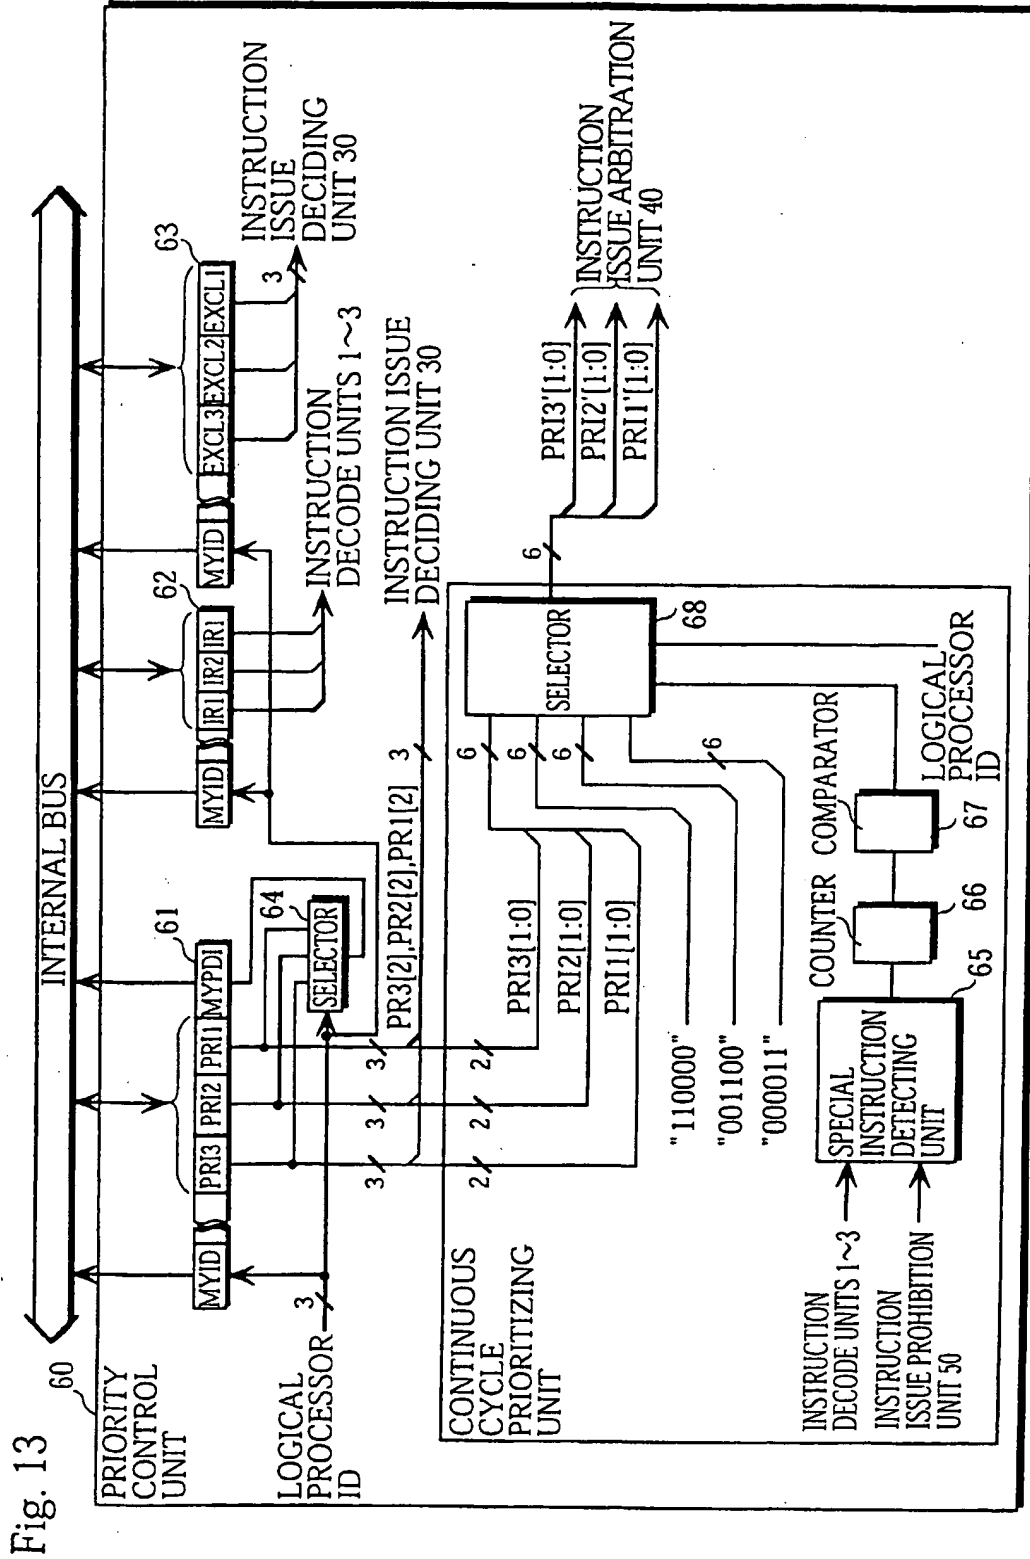 Fig. 13
60
PRIORITY
CONTROL
UNIT
INTERNAL BUS
61
62
63
MYID
PRI3
PRI2
PRI1
MYPDI
MYID
IR1
IR2
IR1
MYID
EXCL3
EXCL2
EXCL1
64
SELECTOR
LOGICAL
PROCESSOR
ID
3
3
3
3
PR3[2],PR2[2],PR1[2]
3
INSTRUCTION
ISSUE
DECIDING
UNIT 30
3
INSTRUCTION
DECODE UNITS 1~3
INSTRUCTION ISSUE
DECIDING UNIT 30
2
2
2
CONTINUOUS
CYCLE
PRIORITIZING
UNIT
PRI3[1:0]
PRI2[1:0]
PRI1[1:0]
6
6
6
6
"110000"
"001100"
"000011"
SELECTOR
68
6
PRI3'[1:0]
PRI2'[1:0]
PRI1'[1:0]
INSTRUCTION
ISSUE ARBITRATION
UNIT 40
INSTRUCTION
DECODE UNITS 1~3
INSTRUCTION
ISSUE PROHIBITION
UNIT 50
SPECIAL
INSTRUCTION
DETECTING
UNIT
65
COUNTER
66
COMPARATOR
67
LOGICAL
PROCESSOR
ID